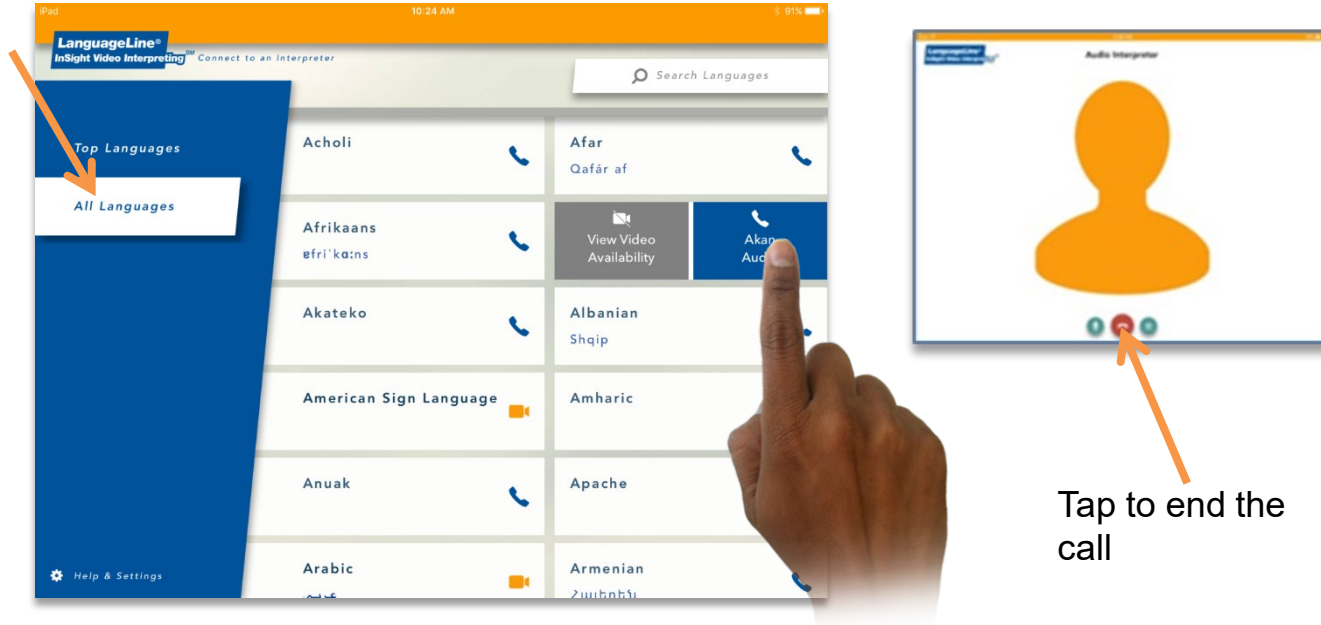 iPad
10:24 AM
91%
LanguageLine®
InSight Video Interpreting℠ Connect to an Interpreter
Search Languages
Top Languages
All Languages
Help & Settings
Acholi
Afar
Qafár af
Afrikaans
ɐfriˈkɑːns
View Video
Availability
Akan
Akateko
Albanian
Shqip
American Sign Language
Amharic
Anuak
Apache
Arabic
Armenian
Audio Interpreter
LanguageLine®
Tap to end the
call